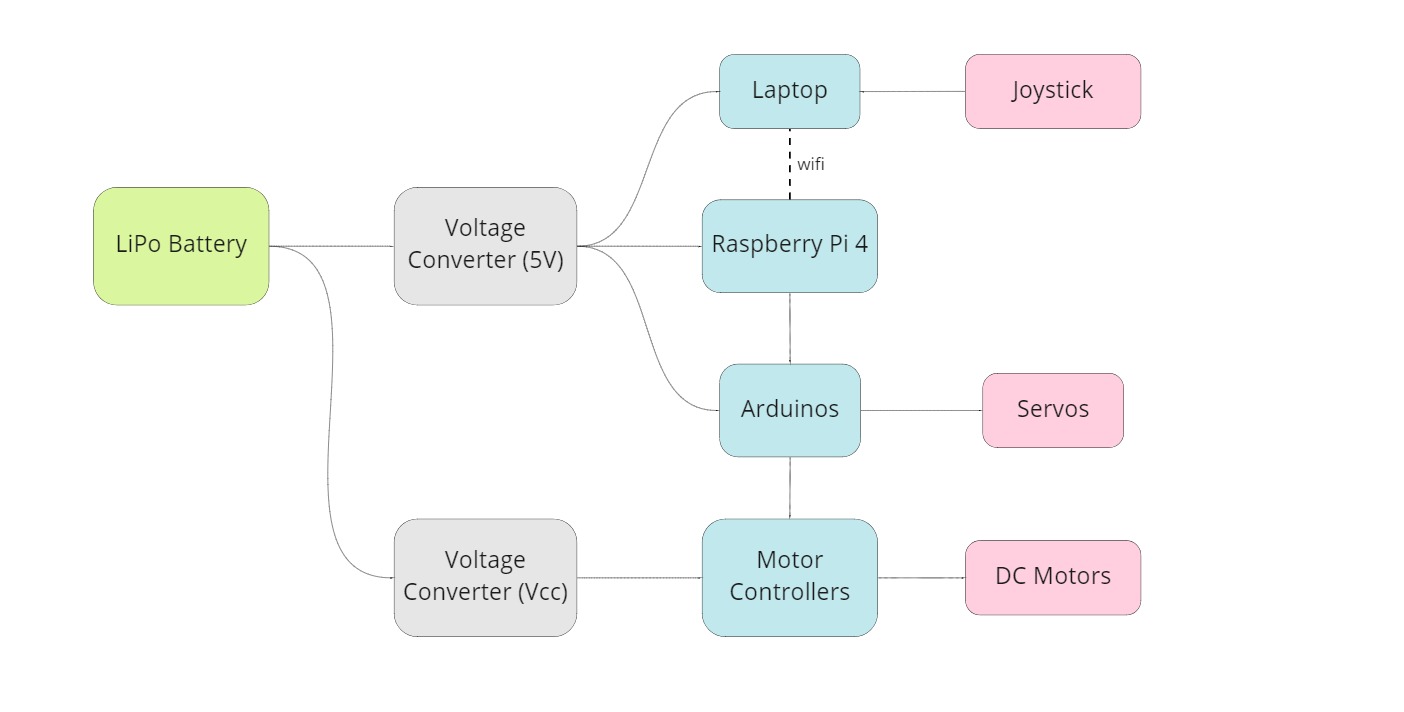 Laptop
Joystick
wifi
LiPo Battery
Voltage
Converter (5V)
Raspberry Pi 4
Arduinos
Servos
Voltage
Converter (Vcc)
Motor
Controllers
DC Motors